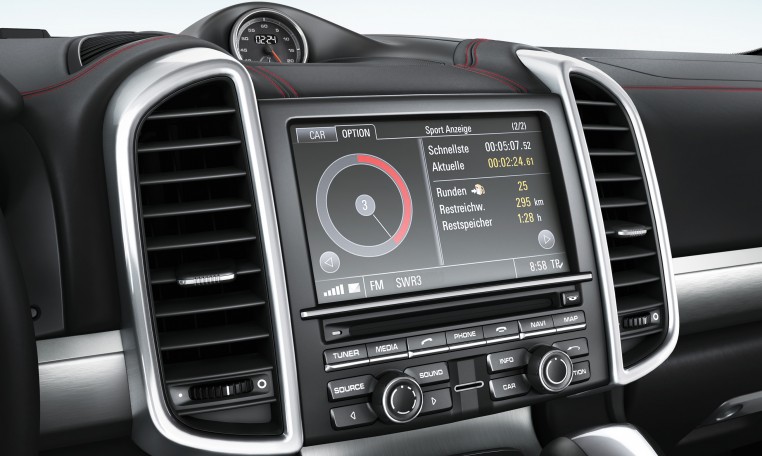 0224
CAR OPTION Sport Anzeige (2/2)
Schnellste 00:05:07.52
Aktuelle 00:02:24.61
3
Runden 25
Restreichw. 295 km
Restspeicher 1:28 h
FM SWR3 8:58 TP
TUNER MEDIA PHONE NAVI MAP
SOURCE SOUND INFO
CAR